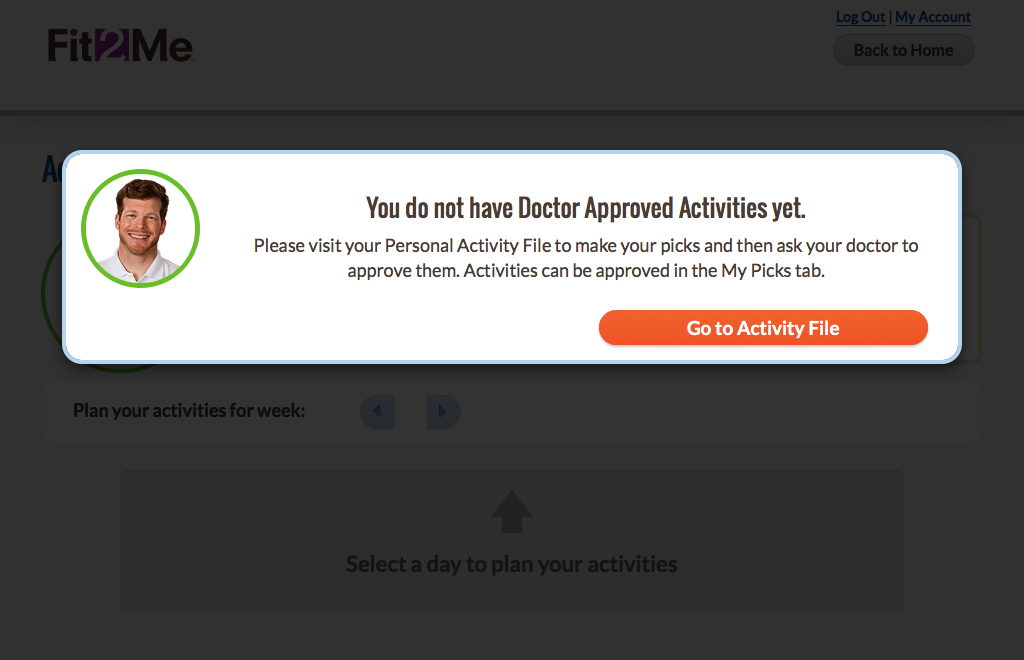 Log Out | My Account
Fit2Me
Back to Home
You do not have Doctor Approved Activities yet.
Please visit your Personal Activity File to make your picks and then ask your doctor to
approve them. Activities can be approved in the My Picks tab.
Go to Activity File
Plan your activities for week:
Select a day to plan your activities